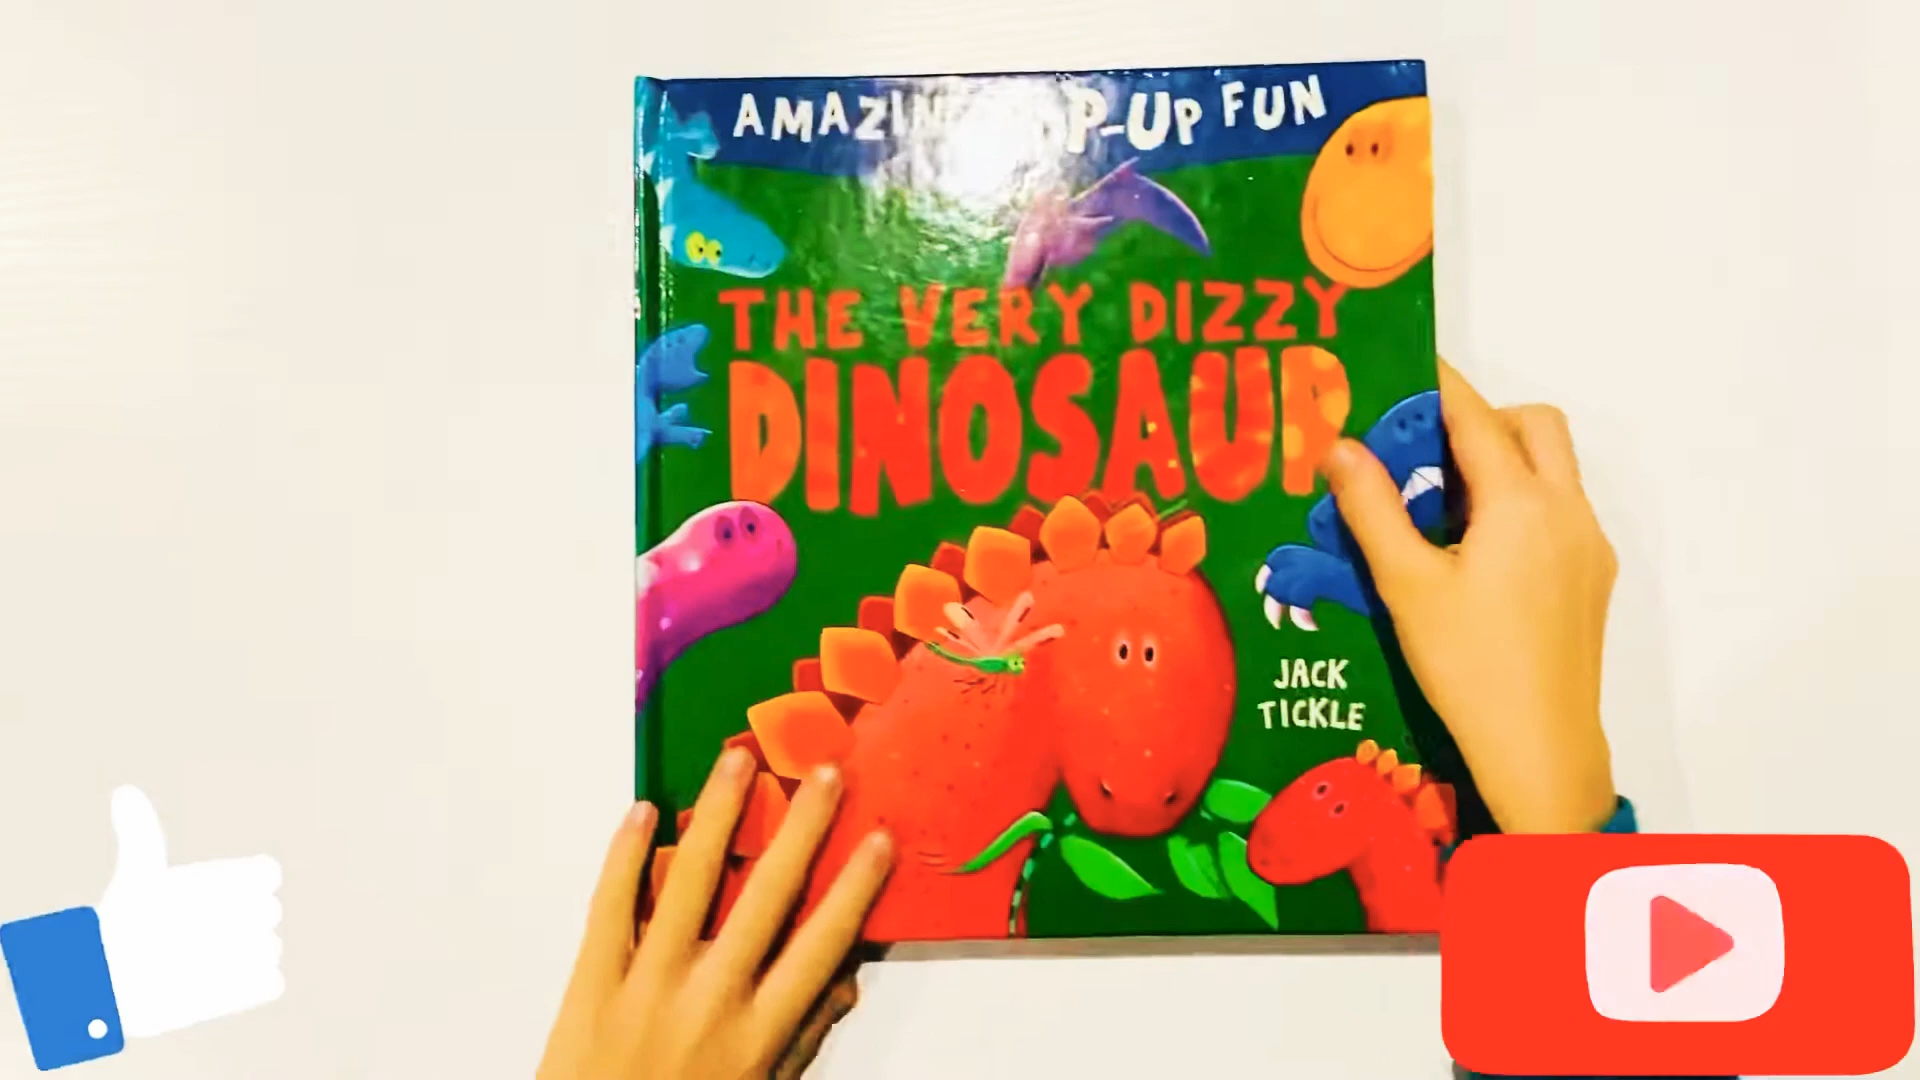 AMAZIN P-UP FUN
THE VERY DIZZY
DINOSAUR
JACK
TICKLE